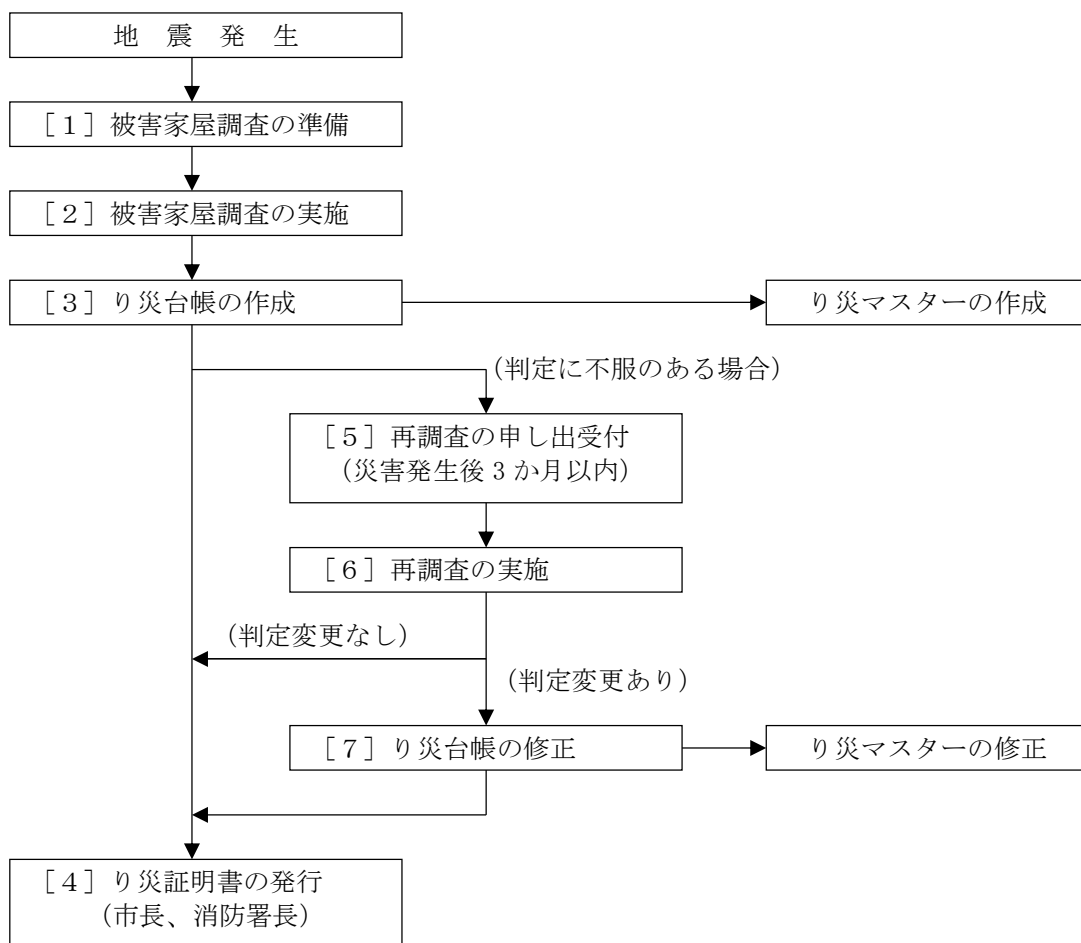 地 震 発 生
［１］被害家屋調査の準備
［２］被害家屋調査の実施
［３］り災台帳の作成
り災マスターの作成
（判定に不服のある場合）
［５］再調査の申し出受付
（災害発生後３か月以内）
［６］再調査の実施
（判定変更なし）
（判定変更あり）
［７］り災台帳の修正
り災マスターの修正
［４］り災証明書の発行
（市長、消防署長）